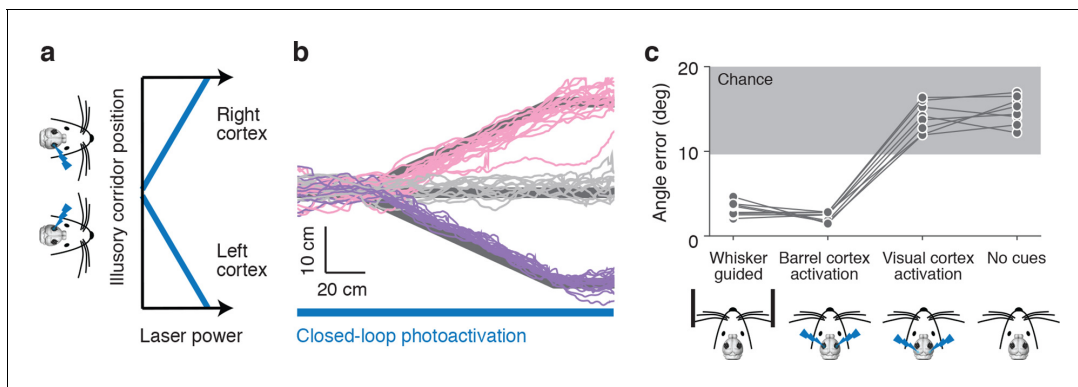 a
Illusory corridor position
Right
cortex
Left
cortex
Laser power
b
10 cm
20 cm
Closed-loop photoactivation
c
Angle error (deg)
20
10
0
Chance
Whisker
guided
Barrel cortex
activation
Visual cortex
activation
No cues